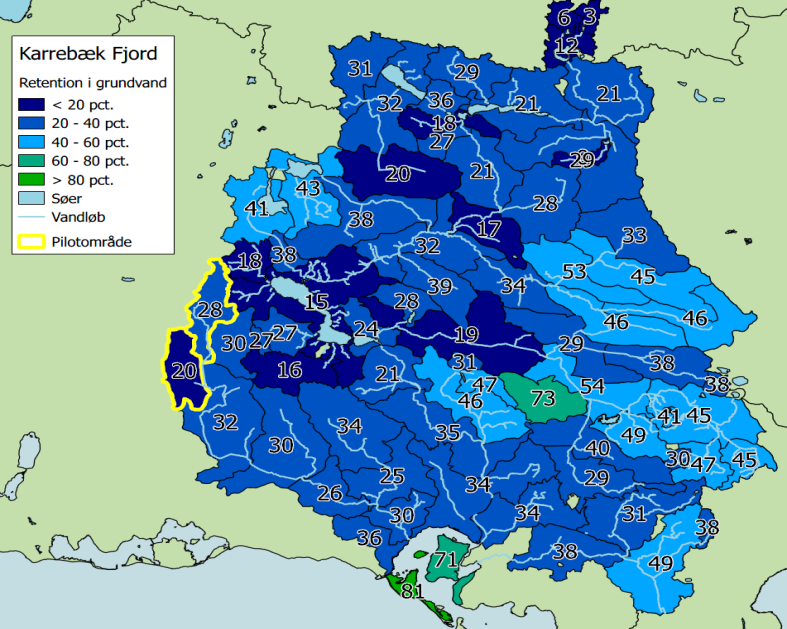 Karrebæk Fjord
Retention i grundvand
< 20 pct.
20 - 40 pct.
40 - 60 pct.
60 - 80 pct.
> 80 pct.
Søer
Vandløb
Pilotområde
6 3
12
31 29
32 36 21 21
18
27
20 21 29
43
41 38 28
17
32 33
18 38
53 45
39 34
15 28
28 46 46
24 19
30 27 27 29
31 38
20 16 21 47 54 38
46 73
32 34 41 45
30 35 49
40 30 47 45
25 34 29
26
30 34 31
36 38
38
71 49
81